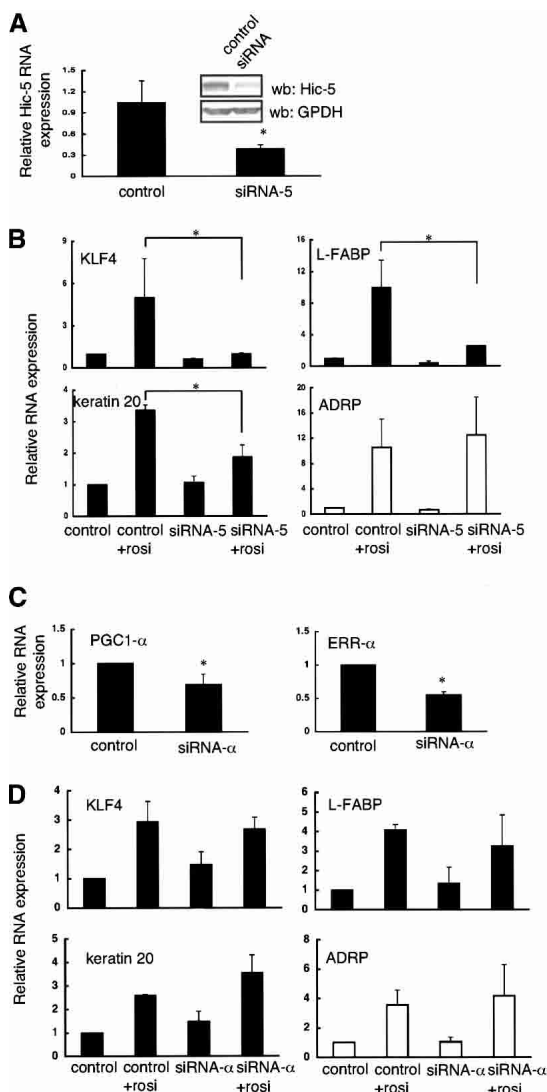 A
Relative Hic-5 RNA
expression
1.5
1.2
0.9
0.6
0.3
0
control
siRNA
wb: Hic-5
wb: GPDH
*
control
siRNA-5
B
Relative RNA expression
KLF4
9
6
3
0
*
L-FABP
16
12
8
4
0
*
keratin 20
4
3
2
1
0
*
ADRP
20
16
12
8
4
0
control
control
+rosi
siRNA-5
siRNA-5
+rosi
control
control
+rosi
siRNA-5
siRNA-5
+rosi
C
Relative RNA
expression
PGC1-α
1.5
1
0.5
0
*
control
siRNA-α
ERR-α
1.5
1
0.5
0
*
control
siRNA-α
D
Relative RNA expression
KLF4
4
3
2
1
0
L-FABP
6
5
4
3
2
1
0
keratin 20
5
4
3
2
1
0
ADRP
8
6
4
2
0
control
control
+rosi
siRNA-α
siRNA-α
+rosi
control
control
+rosi
siRNA-α
siRNA-α
+rosi